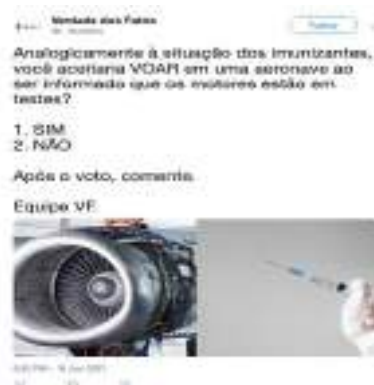 Verdade dos Fatos
Analogicamente à situação dos imunizantes,
você aceitaria VOAR em uma aeronave ao
ser informado que os motores estão em
testes?
1. SIM
2. NÃO
Após o voto, comente.
Equipe VF